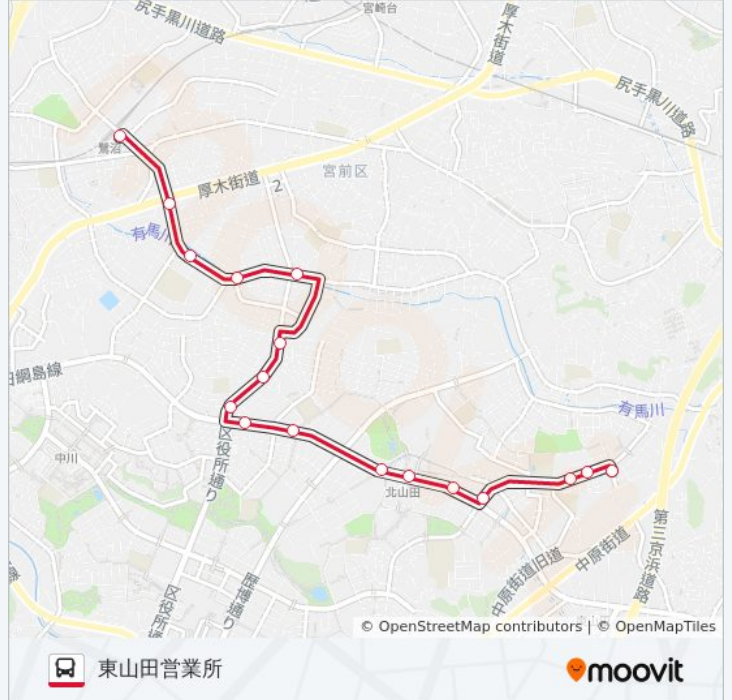 尻手黒川道路
宮崎台
厚木街道
尻手黒川道路
鷺沼
厚木街道
2
宮前区
有馬川
日綱島線
有馬川
区役所通り
中川
北山田
第三京浜道路
中原街道
中原街道旧道
歴博通り
区役所通
© OpenStreetMap contributors | © OpenMapTiles
東山田営業所
moovit